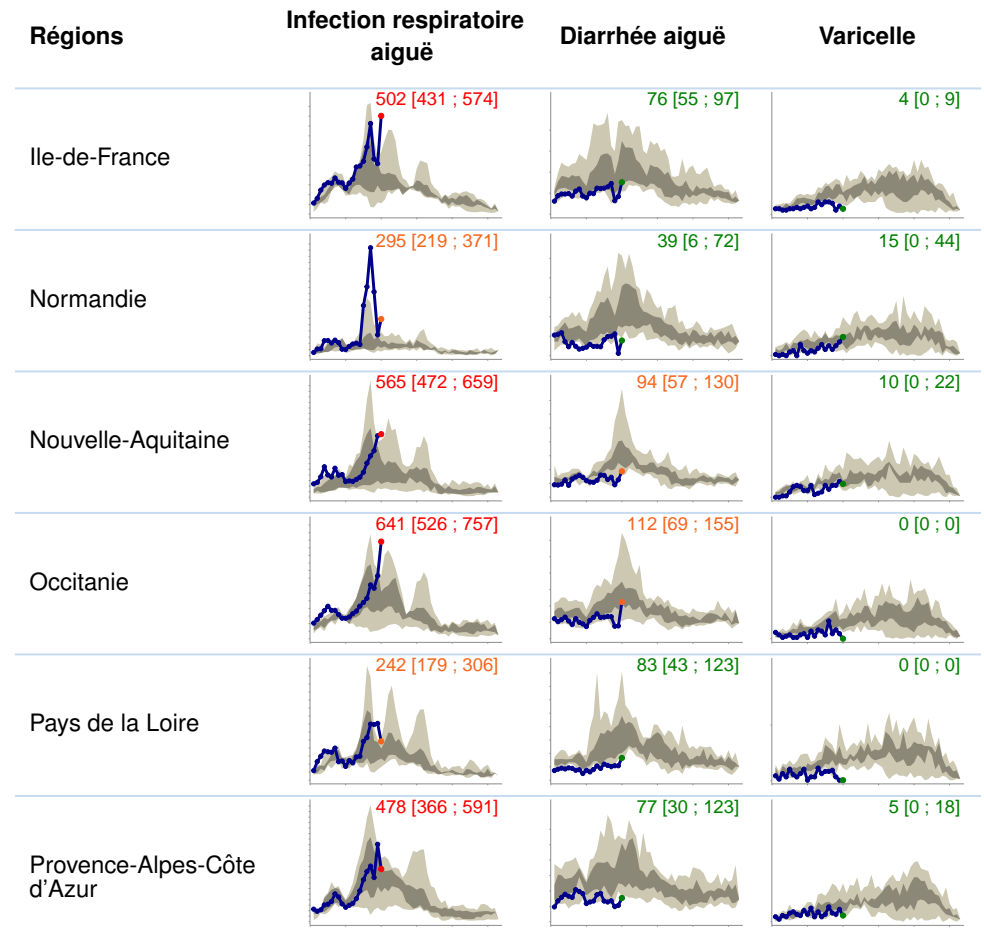 Régions
Infection respiratoire
aiguë
Diarrhée aiguë
Varicelle
Ile-de-France
502 [431 ; 574]
76 [55 ; 97]
4 [0 ; 9]
Normandie
295 [219 ; 371]
39 [6 ; 72]
15 [0 ; 44]
Nouvelle-Aquitaine
565 [472 ; 659]
94 [57 ; 130]
10 [0 ; 22]
Occitanie
641 [526 ; 757]
112 [69 ; 155]
0 [0 ; 0]
Pays de la Loire
242 [179 ; 306]
83 [43 ; 123]
0 [0 ; 0]
Provence-Alpes-Côte
d'Azur
478 [366 ; 591]
77 [30 ; 123]
5 [0 ; 18]